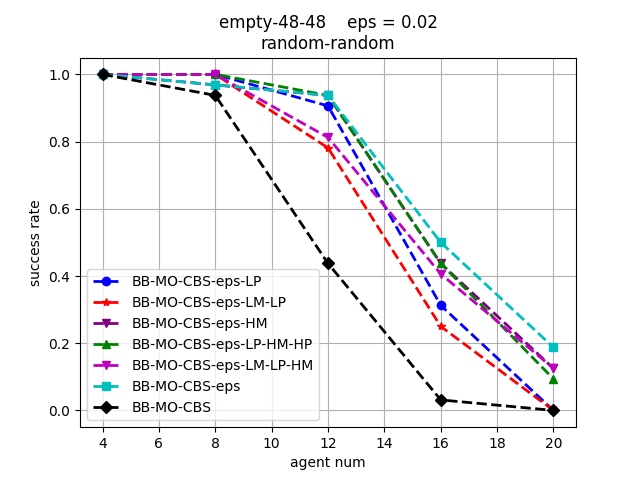 empty-48-48    eps = 0.02
random-random
1.0
0.8
0.6
0.4
0.2
0.0
success rate
BB-MO-CBS-eps-LP
BB-MO-CBS-eps-LM-LP
BB-MO-CBS-eps-HM
BB-MO-CBS-eps-LP-HM-HP
BB-MO-CBS-eps-LM-LP-HM
BB-MO-CBS-eps
BB-MO-CBS
4 6 8 10 12 14 16 18 20
agent num